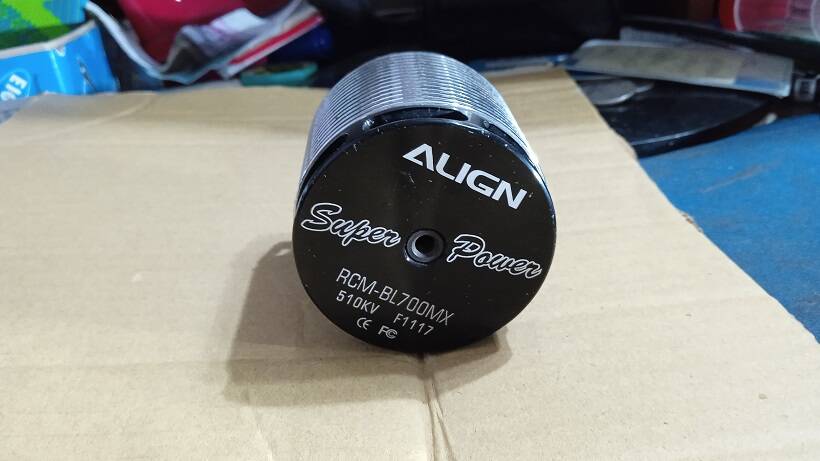 ALIGN
Super Power
RCM-BL700MX
510KV F1117
CE FC